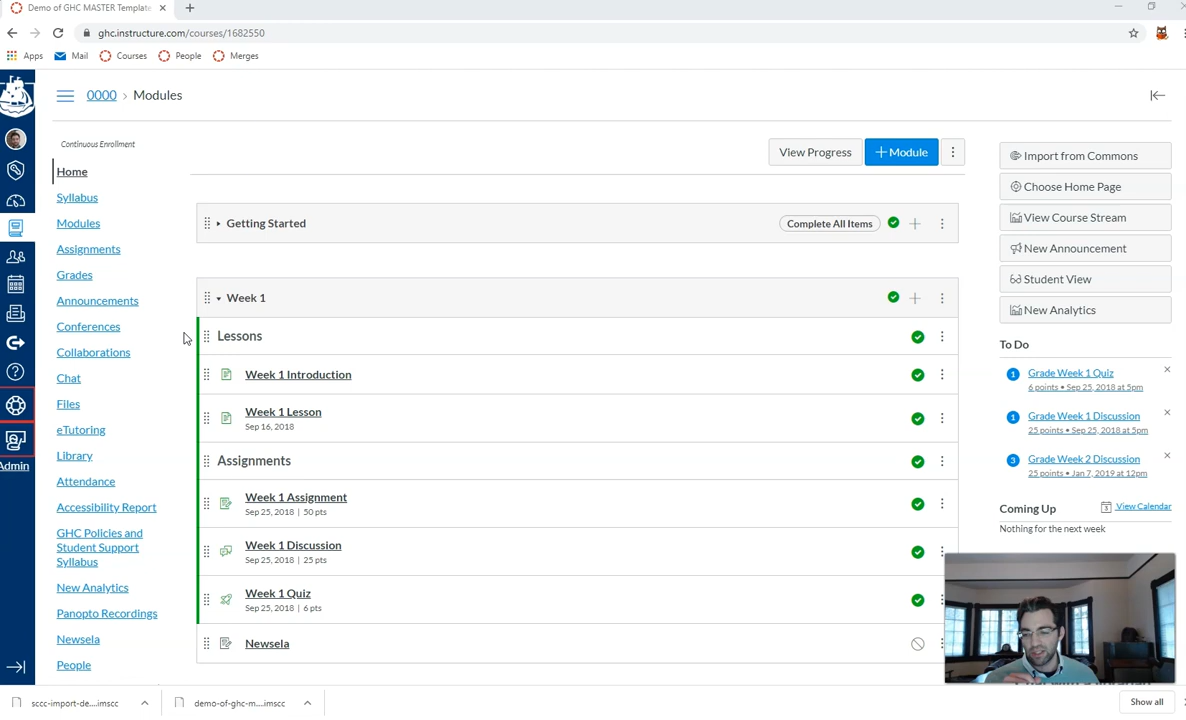 Demo of GHC MASTER Template
ghc.instructure.com/courses/1682550
Apps Mail Courses People Merges
0000 › Modules
Continuous Enrollment
Home
Syllabus
Modules
Assignments
Grades
Announcements
Conferences
Collaborations
Chat
Files
eTutoring
Library
Attendance
Accessibility Report
GHC Policies and
Student Support
Syllabus
New Analytics
Panopto Recordings
Newsela
People
Admin
View Progress
+ Module
Getting Started
Complete All Items
Week 1
Lessons
Week 1 Introduction
Week 1 Lesson
Sep 16, 2018
Assignments
Week 1 Assignment
Sep 25, 2018 | 50 pts
Week 1 Discussion
Sep 25, 2018 | 25 pts
Week 1 Quiz
Sep 25, 2018 | 6 pts
Newsela
Import from Commons
Choose Home Page
View Course Stream
New Announcement
Student View
New Analytics
To Do
1 Grade Week 1 Quiz
6 points • Sep 25, 2018 at 5pm
1 Grade Week 1 Discussion
25 points • Sep 25, 2018 at 5pm
3 Grade Week 2 Discussion
25 points • Jan 7, 2019 at 12pm
Coming Up
View Calendar
Nothing for the next week
sccc-import-de....imscc
demo-of-ghc-m....imscc
Show all